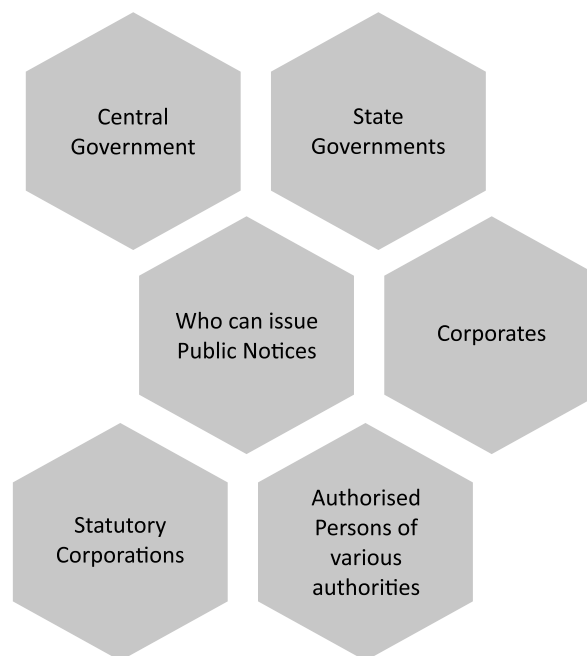 Central
Government
State
Governments
Who can issue
Public Notices
Corporates
Statutory
Corporations
Authorised
Persons of
various
authorities